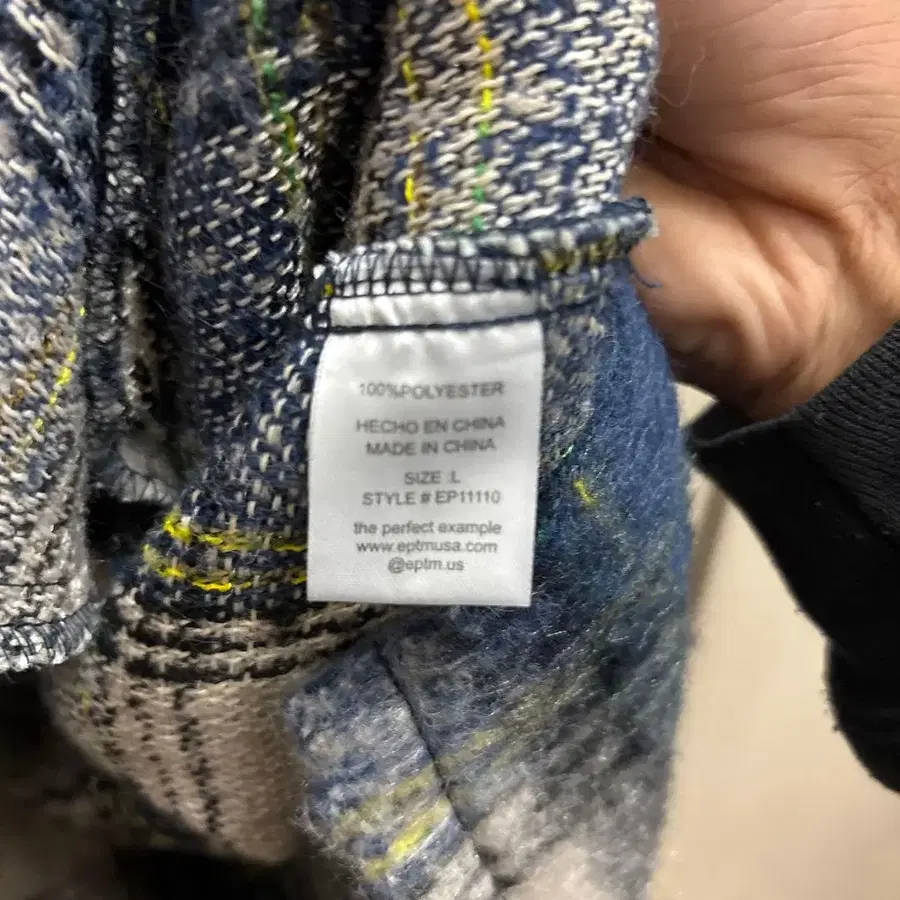 100%POLYESTER
HECHO EN CHINA
MADE IN CHINA
SIZE :L
STYLE # EP11110
the perfect example
www.eptmusa.com
@eptm.us